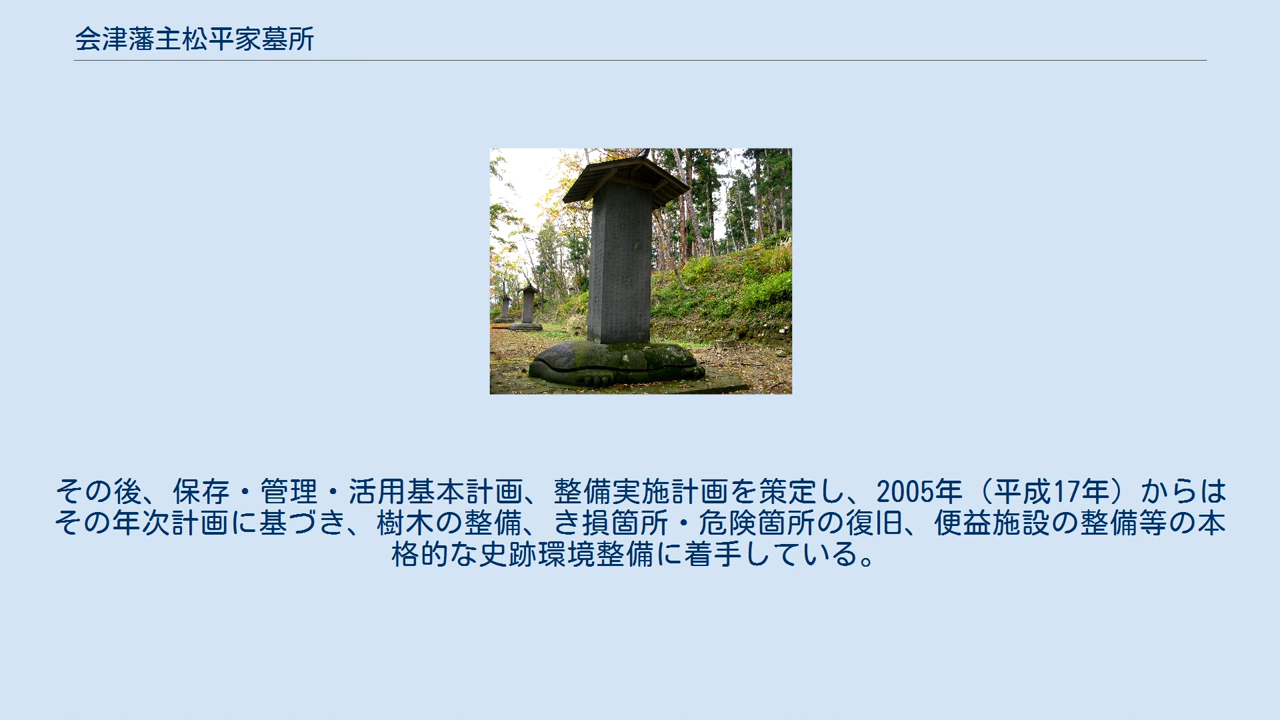 会津藩主松平家墓所
その後、保存・管理・活用基本計画、整備実施計画を策定し、2005年（平成17年）からは
その年次計画に基づき、樹木の整備、き損箇所・危険箇所の復旧、便益施設の整備等の本
格的な史跡環境整備に着手している。